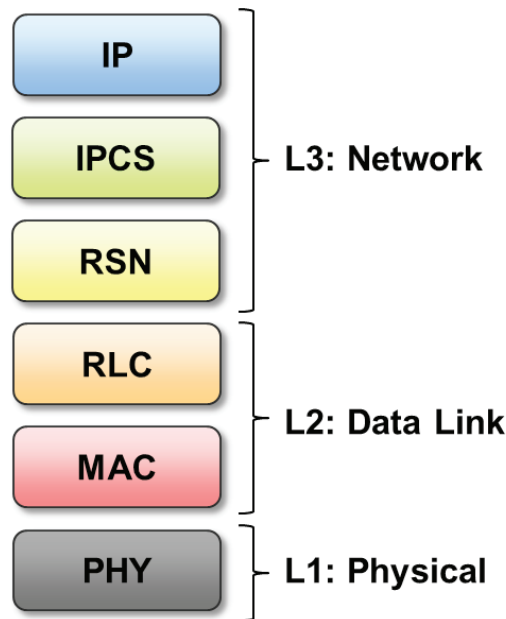 IP
IPCS
L3: Network
RSN
RLC
L2: Data Link
MAC
PHY
L1: Physical